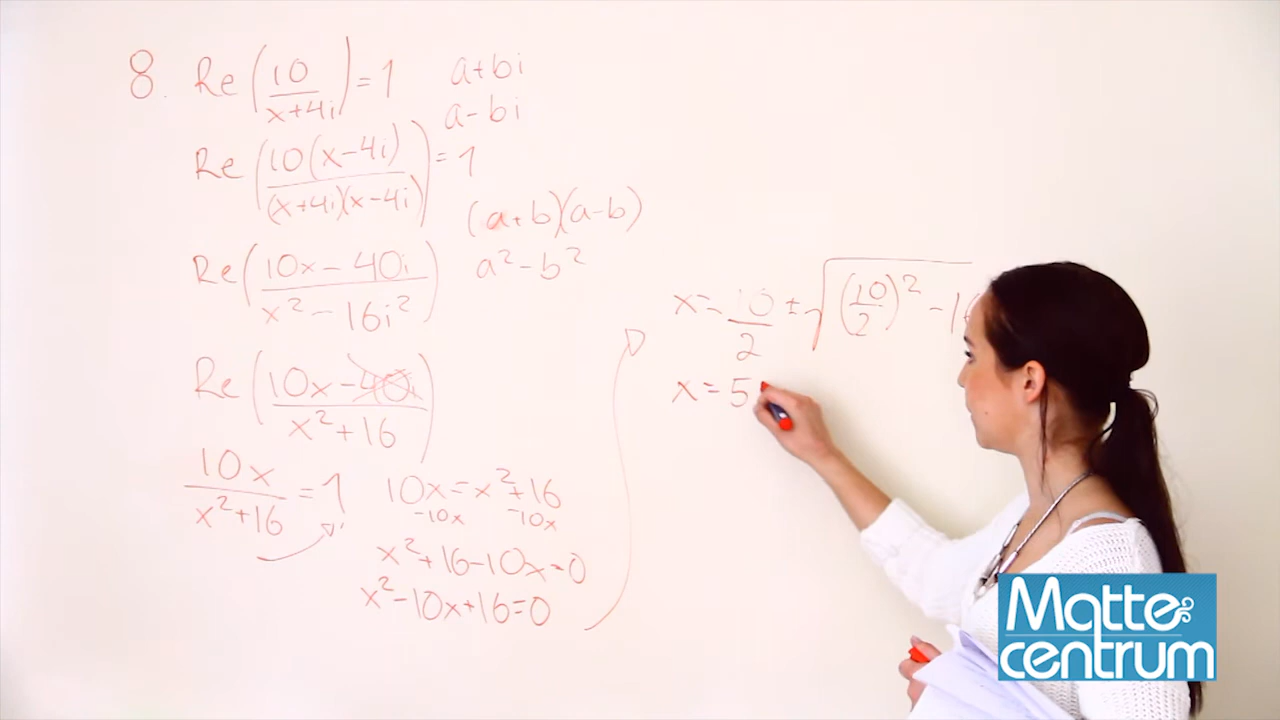 8. Re(10/(x+4i)) = 1
a+bi
a-bi
Re(10(x-4i)/((x+4i)(x-4i))) = 1
(a+b)(a-b)
a² - b²
Re((10x-40i)/(x²-16i²))
Re((10x-40i)/(x²+16))
10x/(x²+16) = 1
10x = x²+16
-10x -10x
x²+16-10x=0
x²-10x+16=0
x = 10/2 ± √((10/2)² - 16
x = 5
Matte
centrum